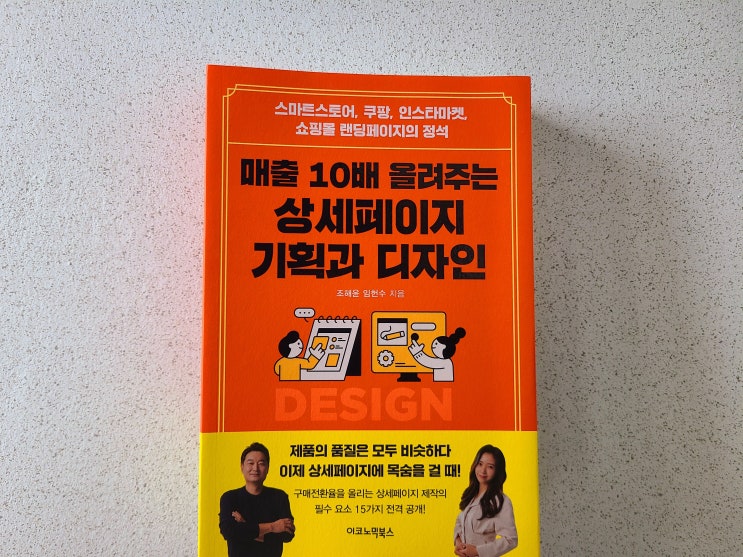 스마트스토어, 쿠팡, 인스타마켓,
쇼핑몰 랜딩페이지의 정석
매출 10배 올려주는
상세페이지
기획과 디자인
조해윤 임현수 지음
DESIGN
제품의 품질은 모두 비슷하다
이제 상세페이지에 목숨을 걸 때!
구매전환율을 올리는 상세페이지 제작의
필수 요소 15가지 전격 공개!
이코노믹북스